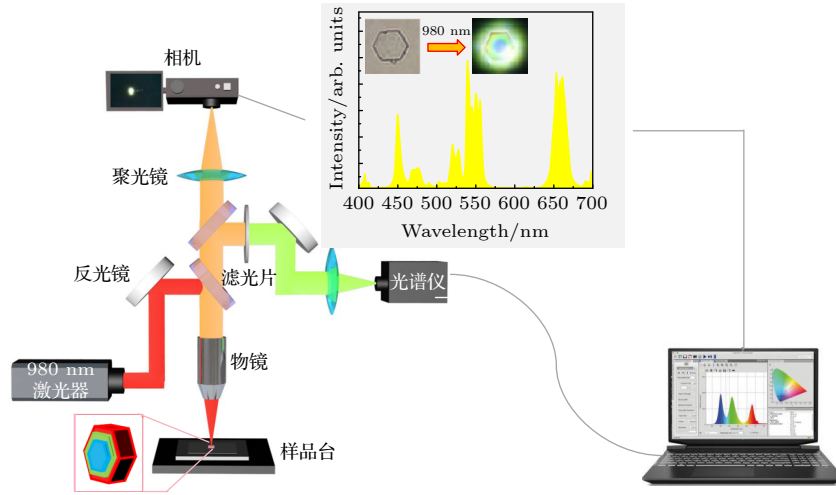 相机
980 nm
Intensity/arb. units
400 450 500 550 600 650 700
Wavelength/nm
聚光镜
反光镜
滤光片
光谱仪
980 nm
激光器
物镜
样品台